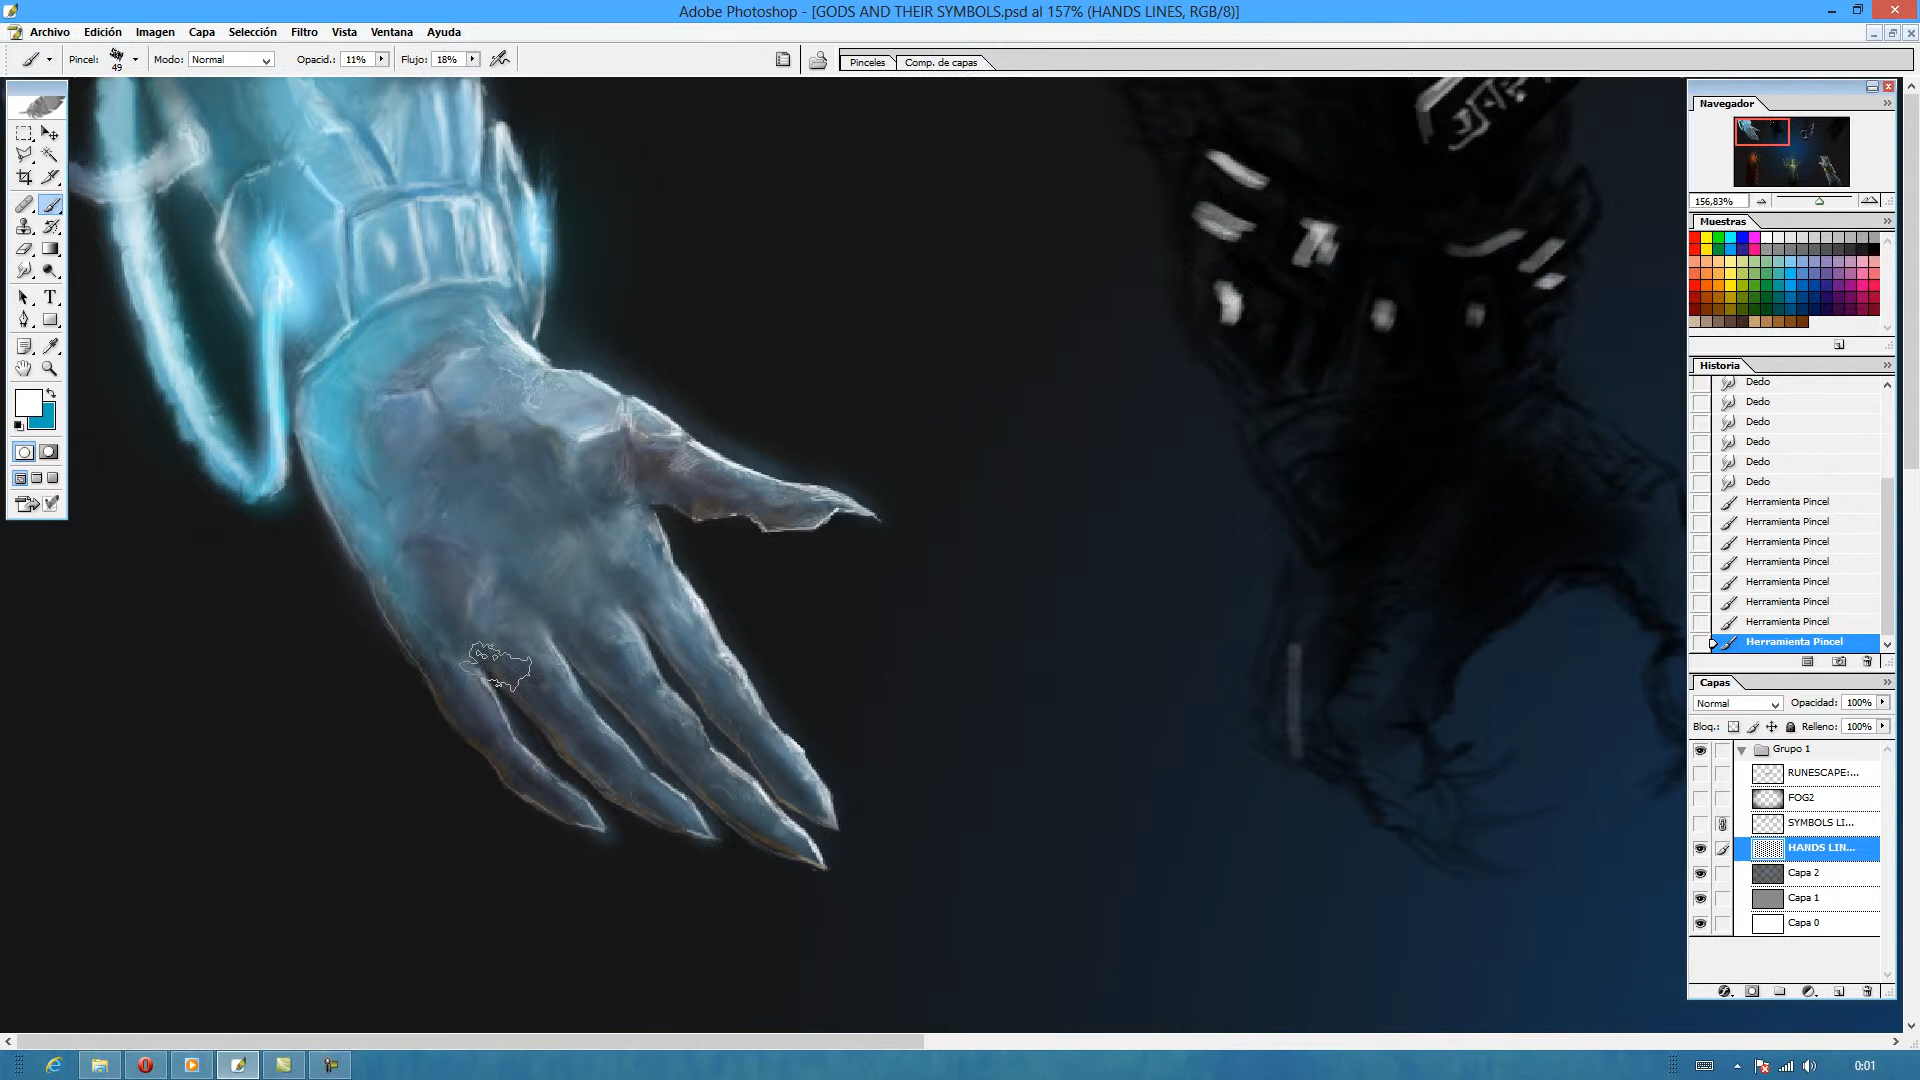 Adobe Photoshop - [GODS AND THEIR SYMBOLS.psd al 157% (HANDS LINES, RGB/8)]
Archivo Edición Imagen Capa Selección Filtro Vista Ventana Ayuda
Pincel: 49 Modo: Normal Opacid.: 11% Flujo: 18% Pinceles Comp. de capas
Navegador
156,83%
Muestras
Historia
Dedo
Dedo
Dedo
Dedo
Dedo
Dedo
Herramienta Pincel
Herramienta Pincel
Herramienta Pincel
Herramienta Pincel
Herramienta Pincel
Herramienta Pincel
Herramienta Pincel
Herramienta Pincel
Capas
Normal Opacidad: 100%
Bloq.: Relleno: 100%
Grupo 1
RUNESCAPE:...
FOG2
SYMBOLS LI...
HANDS LIN...
Capa 2
Capa 1
Capa 0
0:01